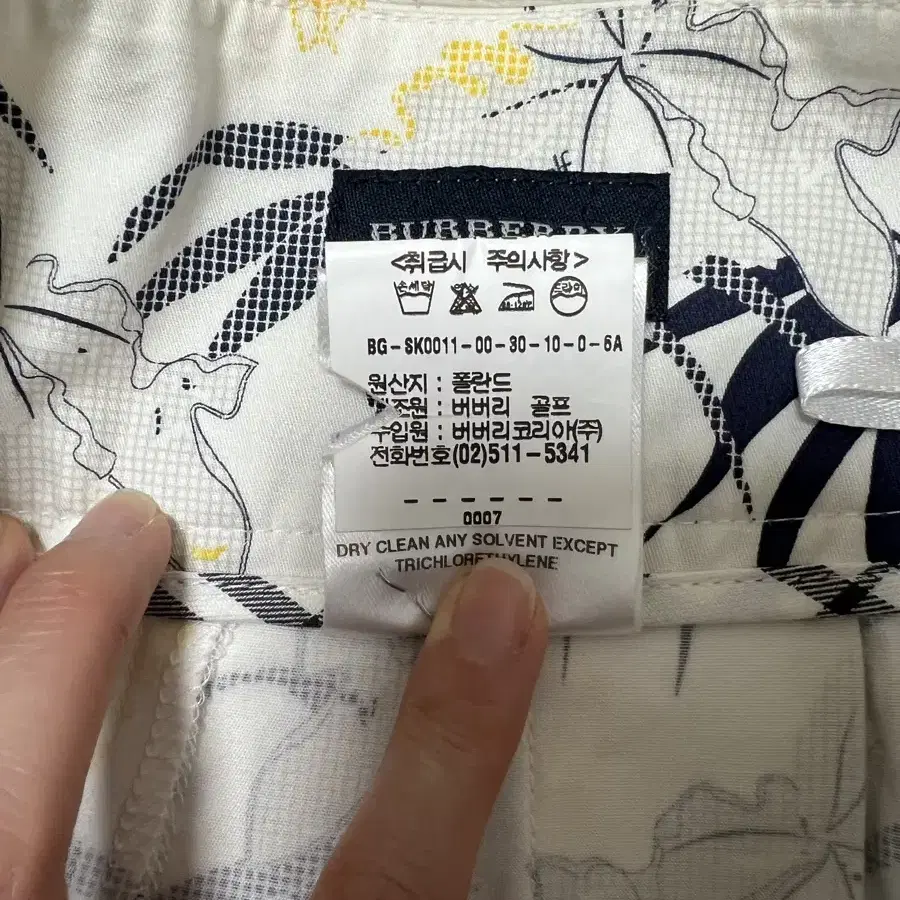 BURBERRY
<취급시 주의사항>
손세탁 드라이
BG-SK0011-00-30-10-0-6A
원산지 : 폴란드
제조원 : 버버리 골프
수입원 : 버버리코리아(주)
전화번호(02)511-5341
------
0007
DRY CLEAN ANY SOLVENT EXCEPT
TRICHLORETHYLENE